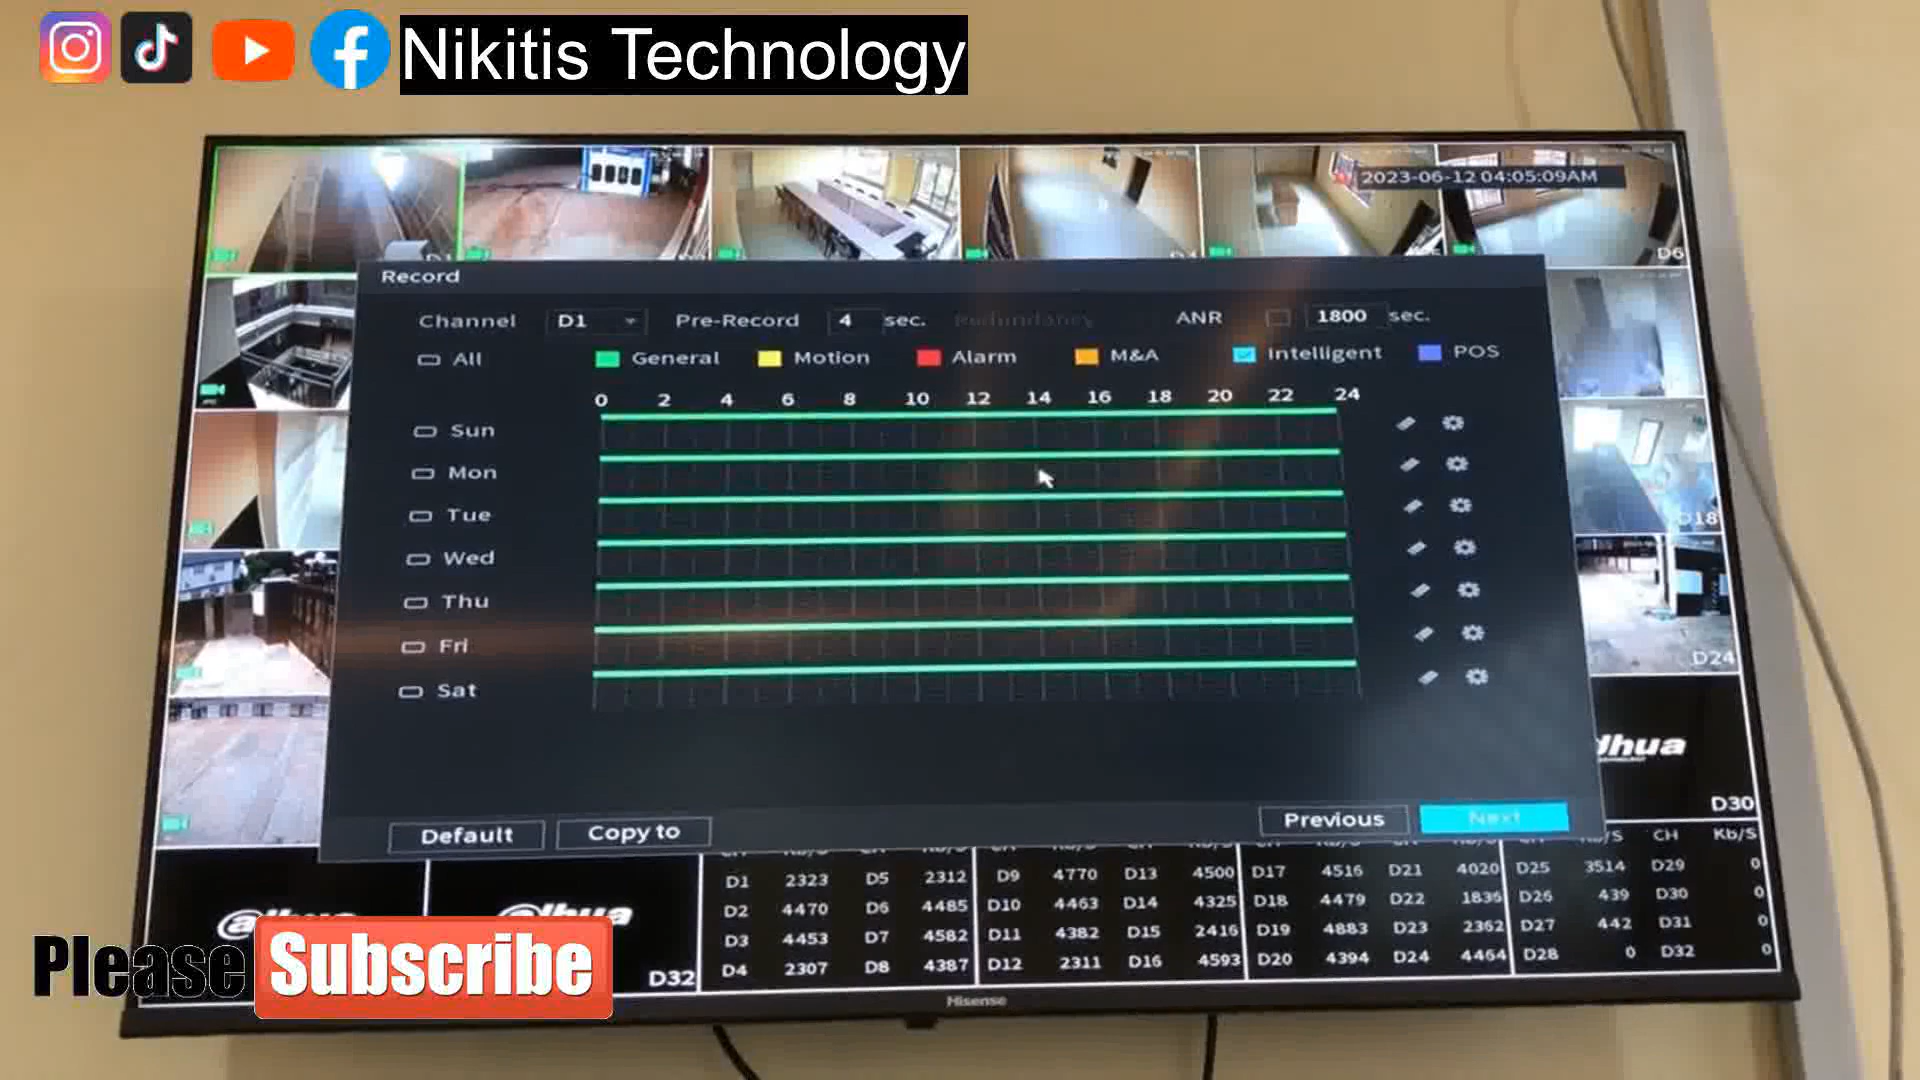 Nikitis Technology
2023-06-12 04:05:09AM
D6
Record
Channel D1 Pre-Record 4 sec. Redundancy ANR 1800 sec.
All General Motion Alarm M&A Intelligent POS
0 2 4 6 8 10 12 14 16 18 20 22 24
Sun
Mon
Tue
D18
Wed
Thu
Fri
D24
Sat
alhua
TECHNOLOGY
D30
Default Copy to Previous Next
CH Kb/S
D1 2323 D5 2312 D9 4770 D13 4500 D17 4516 D21 4020 D25 3514 D29 0
D2 4470 D6 4485 D10 4463 D14 4325 D18 4479 D22 1836 D26 439 D30 0
D3 4453 D7 4582 D11 4382 D15 2416 D19 4883 D23 2362 D27 442 D31 0
D4 2307 D8 4387 D12 2311 D16 4593 D20 4394 D24 4464 D28 0 D32 0
alhua alhua
D32
Please Subscribe
Hisense